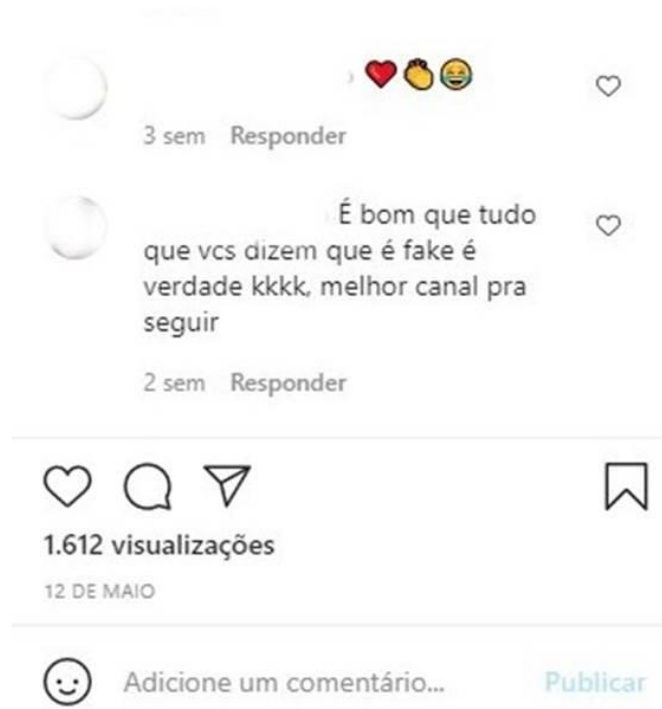 ❤️👏😂
3 sem Responder
É bom que tudo
que vcs dizem que é fake é
verdade kkkk, melhor canal pra
seguir
2 sem Responder
1.612 visualizações
12 DE MAIO
Adicione um comentário... Publicar